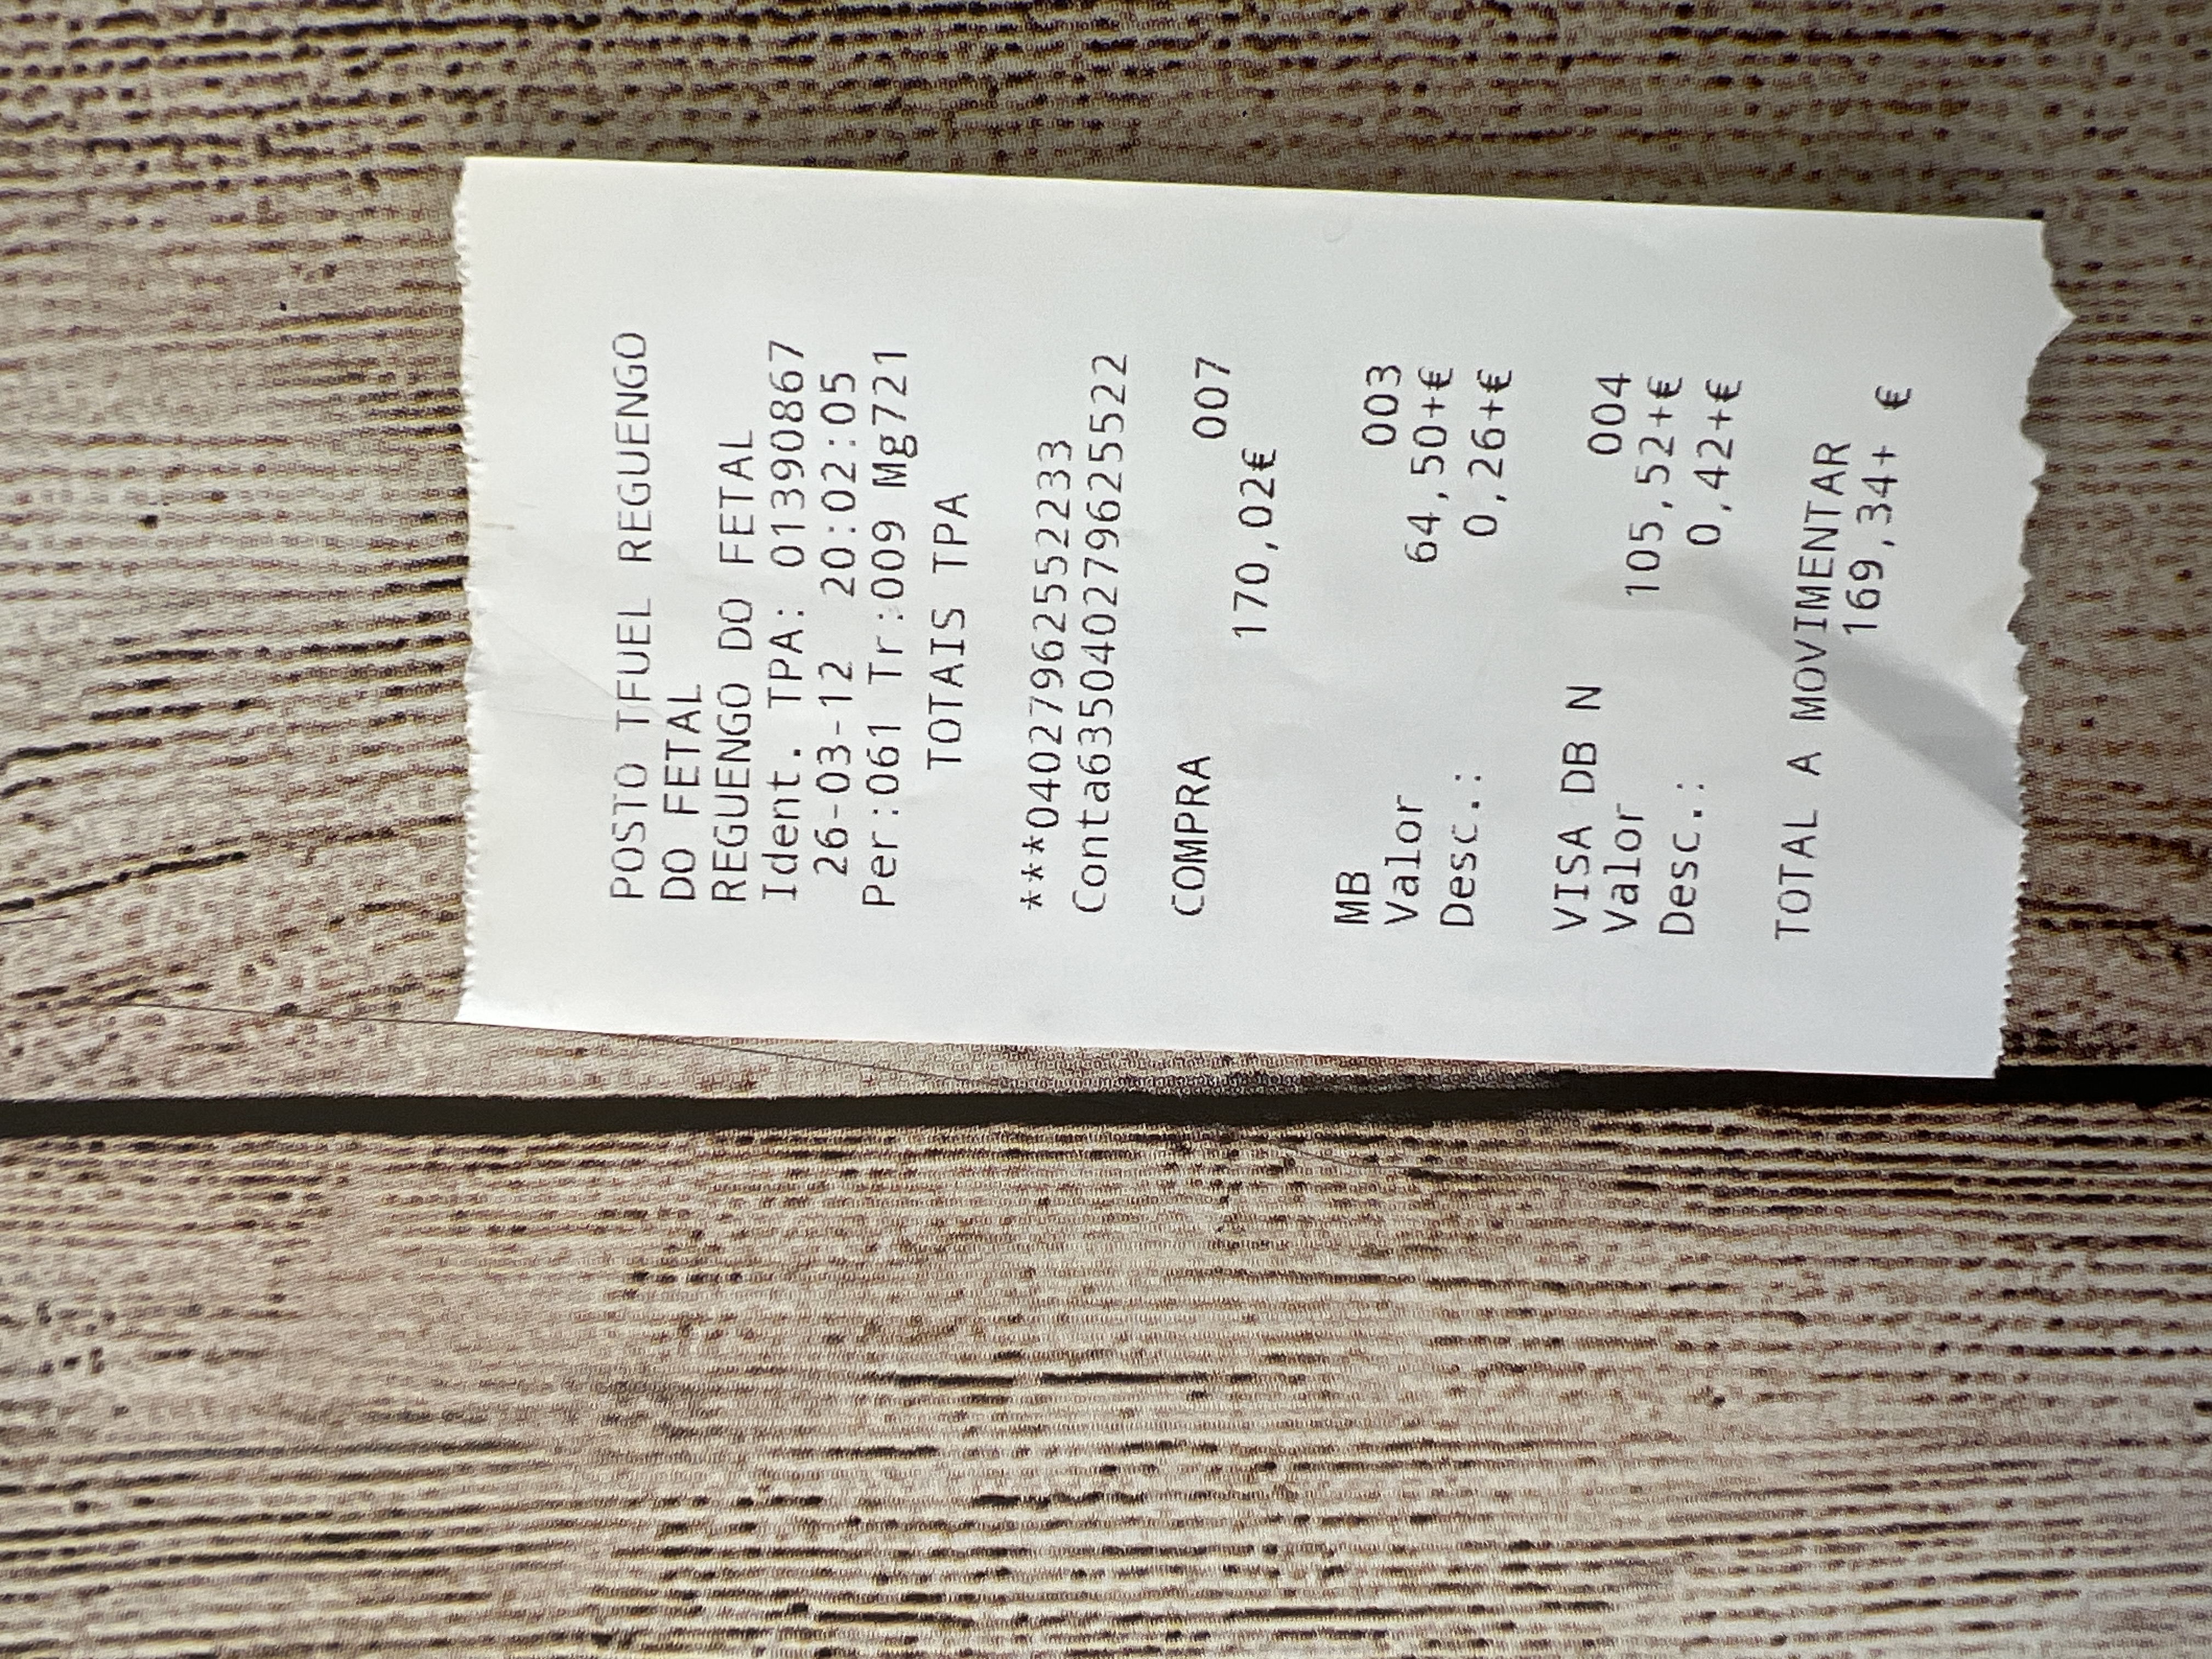 POSTO TFUEL REGUENGO
DO FETAL
REGUENGO DO FETAL
Ident. TPA: 01390867
26-03-12 20:02:05
Per:061 Tr:009 Mg721
TOTAIS TPA
***0402796255522233
Conta635040279625522
COMPRA 007
170,02€
MB 003
Valor 64,50+€
Desc.: 0,26+€
VISA DB N 004
Valor 105,52+€
Desc.: 0,42+€
TOTAL A MOVIMENTAR
169,34+ €